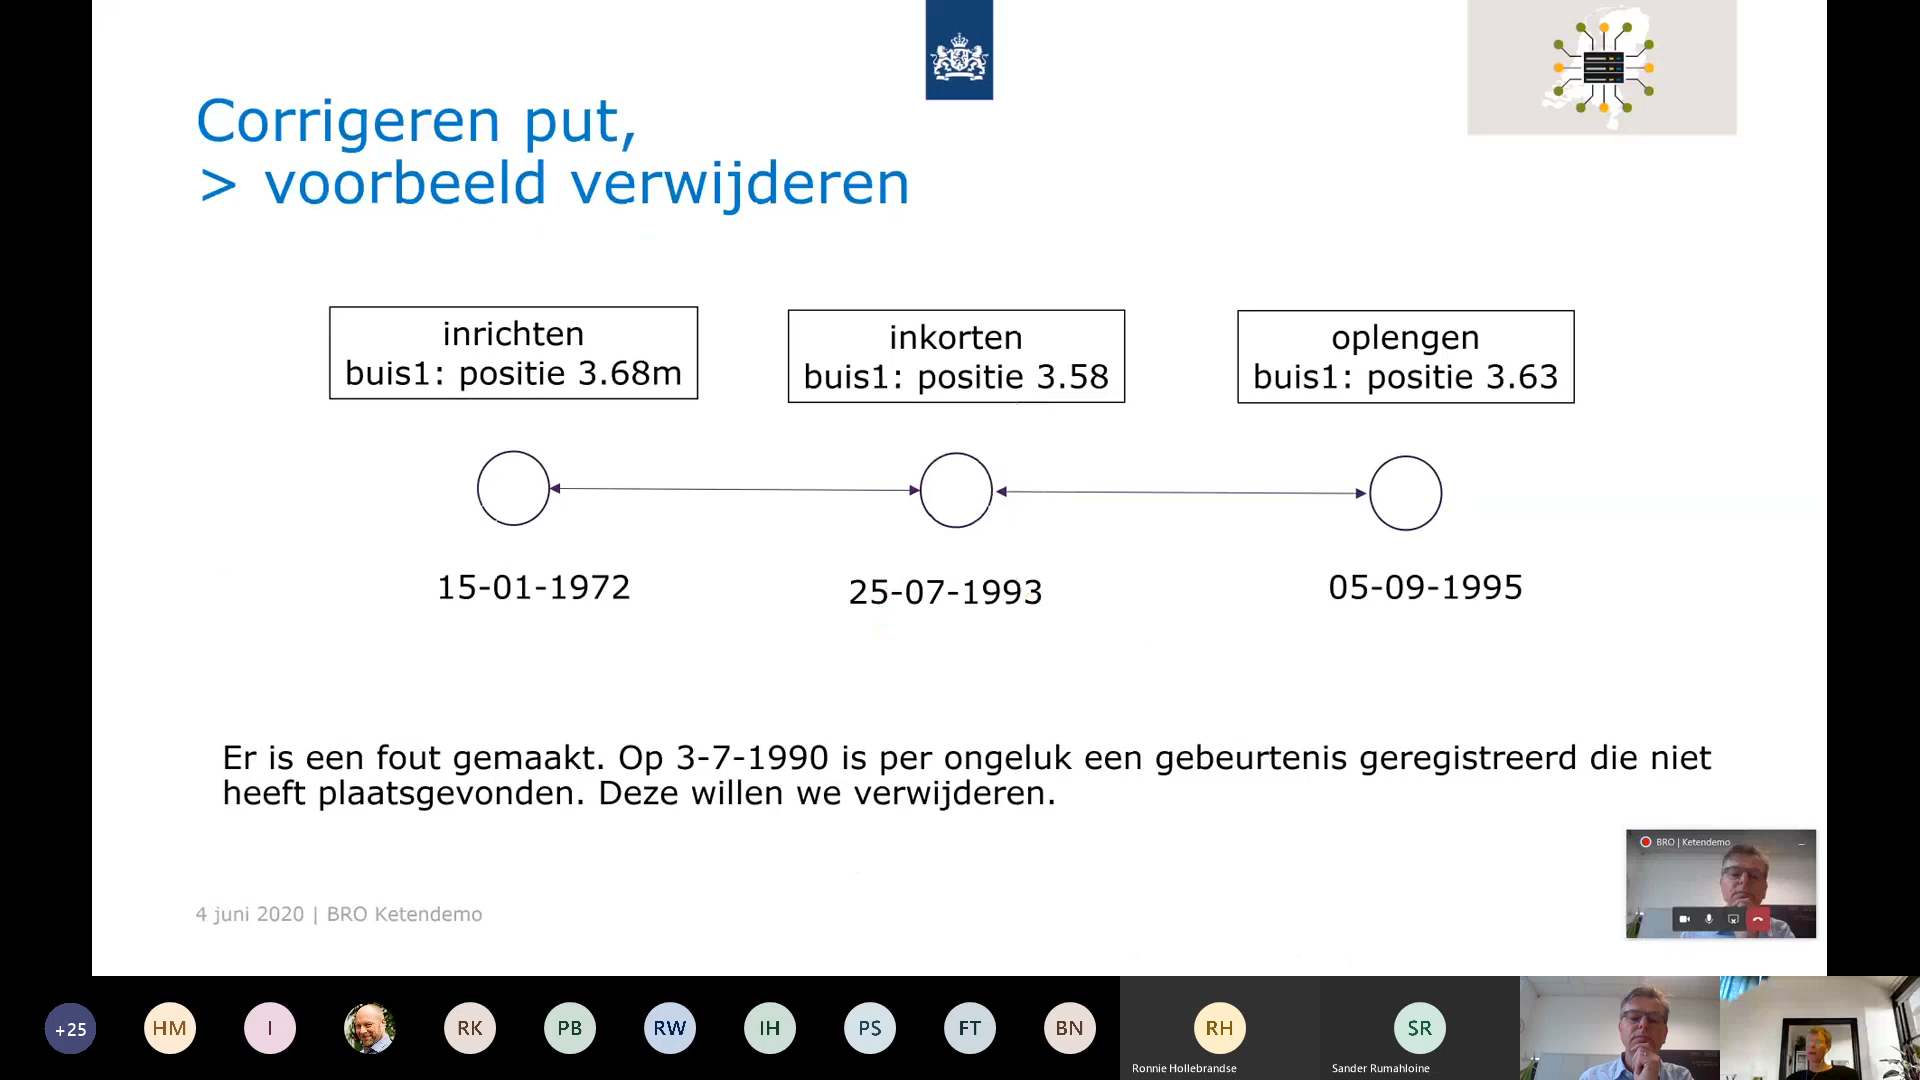 Corrigeren put,
> voorbeeld verwijderen
inrichten
buis1: positie 3.68m
inkorten
buis1: positie 3.58
oplengen
buis1: positie 3.63
15-01-1972
25-07-1993
05-09-1995
Er is een fout gemaakt. Op 3-7-1990 is per ongeluk een gebeurtenis geregistreerd die niet
heeft plaatsgevonden. Deze willen we verwijderen.
BRO | Ketendemo
4 juni 2020 | BRO Ketendemo
+25
HM
I
RK
PB
RW
IH
PS
FT
BN
RH
SR
Ronnie Hollebrandse
Sander Rumahloine